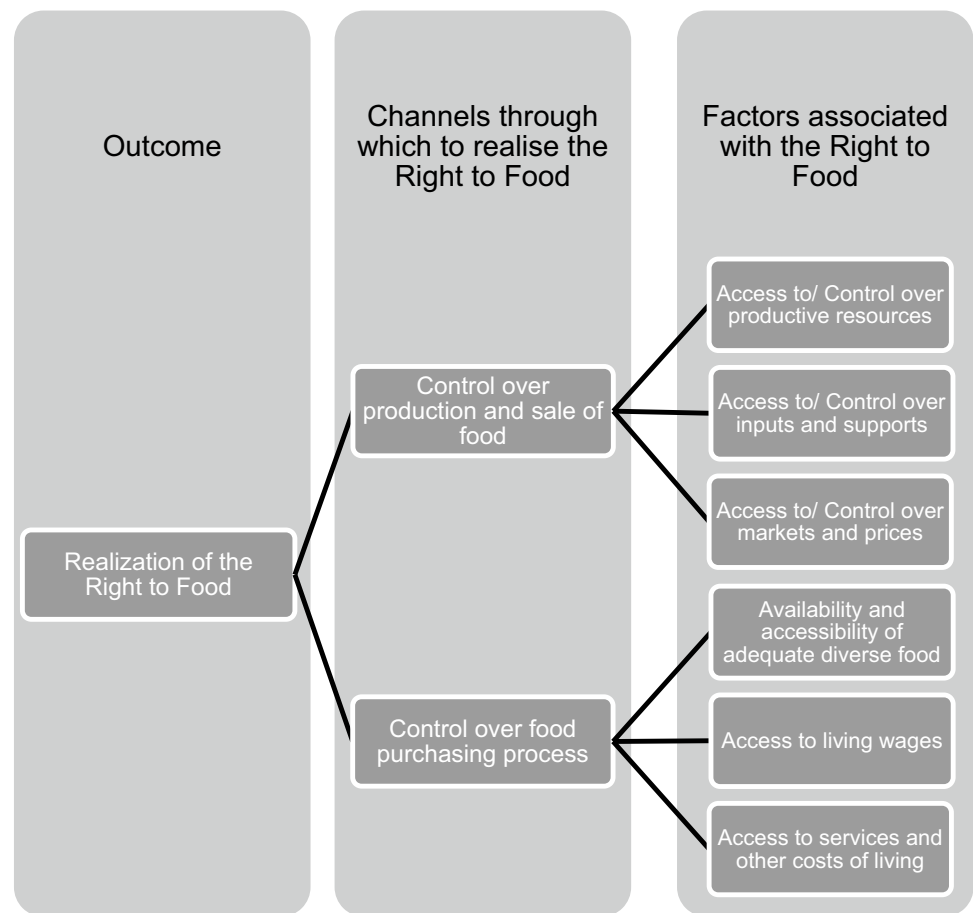 Outcome
Channels through
which to realise the
Right to Food
Factors associated
with the Right to
Food
Realization of the
Right to Food
Control over
production and sale of
food
Control over food
purchasing process
Access to/ Control over
productive resources
Access to/ Control over
inputs and supports
Access to/ Control over
markets and prices
Availability and
accessibility of
adequate diverse food
Access to living wages
Access to services and
other costs of living